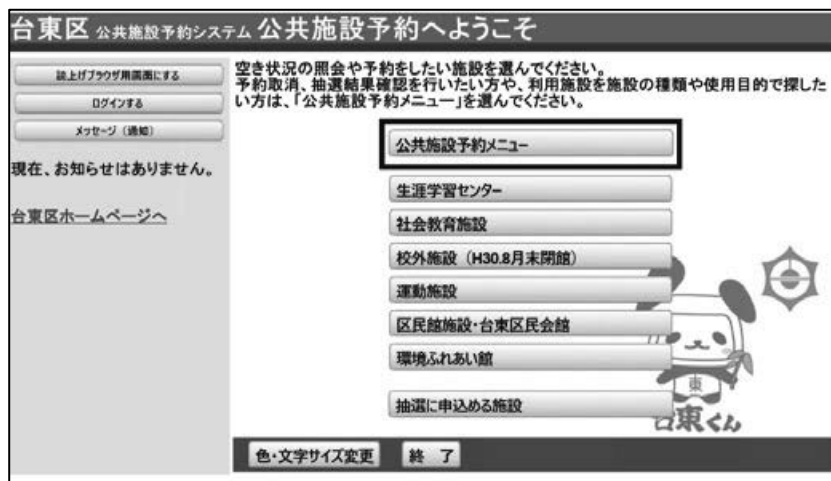 台東区 公共施設予約システム 公共施設予約へようこそ
読上げブラウザ用画面にする
ログインする
メッセージ（通知）
現在、お知らせはありません。
台東区ホームページへ
空き状況の照会や予約をしたい施設を選んでください。
予約取消、抽選結果確認を行いたい方や、利用施設を施設の種類や使用目的で探した
い方は、「公共施設予約メニュー」を選んでください。
公共施設予約メニュー
生涯学習センター
社会教育施設
校外施設（H30.8月末閉館）
運動施設
区民館施設・台東区民会館
環境ふれあい館
抽選に申込める施設
東
台東くん
色・文字サイズ変更
終 了